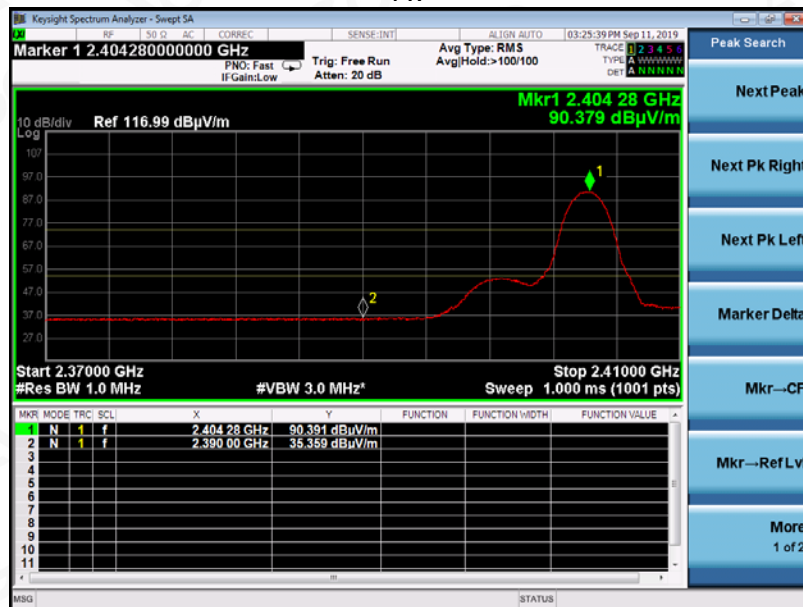 Keysight Spectrum Analyzer - Swept SA
RF 50 Ω AC CORREC SENSE:INT ALIGN AUTO 03:25:39 PM Sep 11, 2019
Marker 1 2.404280000000 GHz
PNO: Fast
IFGain:Low
Trig: Free Run
Atten: 20 dB
Avg Type: RMS
Avg|Hold:>100/100
TRACE 1 2 3 4 5 6
TYPE A WWWWW
DET A N N N N N
Mkr1 2.404 28 GHz
90.379 dBµV/m
10 dB/div Ref 116.99 dBµV/m
Log
107
97.0
87.0
77.0
67.0
57.0
47.0
37.0
27.0
1
2
Start 2.37000 GHz Stop 2.41000 GHz
#Res BW 1.0 MHz #VBW 3.0 MHz* Sweep 1.000 ms (1001 pts)
MKR MODE TRC SCL X Y FUNCTION FUNCTION WIDTH FUNCTION VALUE
1 N 1 f 2.404 28 GHz 90.391 dBµV/m
2 N 1 f 2.390 00 GHz 35.359 dBµV/m
3
4
5
6
7
8
9
10
11
MSG STATUS
Peak Search
Next Peak
Next Pk Right
Next Pk Left
Marker Delta
Mkr→CF
Mkr→Ref Lv
More
1 of 2